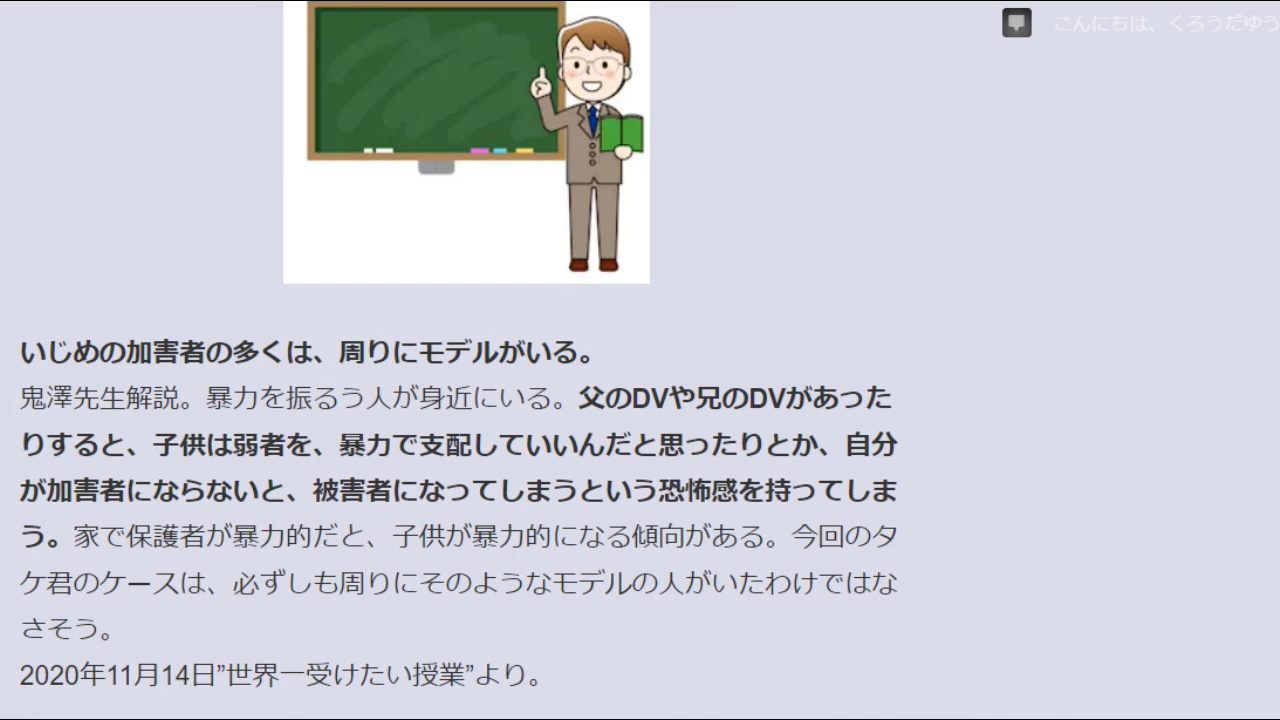 こんにちは、くろうだゆう
いじめの加害者の多くは、周りにモデルがいる。
鬼澤先生解説。暴力を振るう人が身近にいる。父のDVや兄のDVがあった
りすると、子供は弱者を、暴力で支配していいんだと思ったりとか、自分
が加害者にならないと、被害者になってしまうという恐怖感を持ってしま
う。家で保護者が暴力的だと、子供が暴力的になる傾向がある。今回のタ
ケ君のケースは、必ずしも周りにそのようなモデルの人がいたわけではな
さそう。
2020年11月14日”世界一受けたい授業”より。